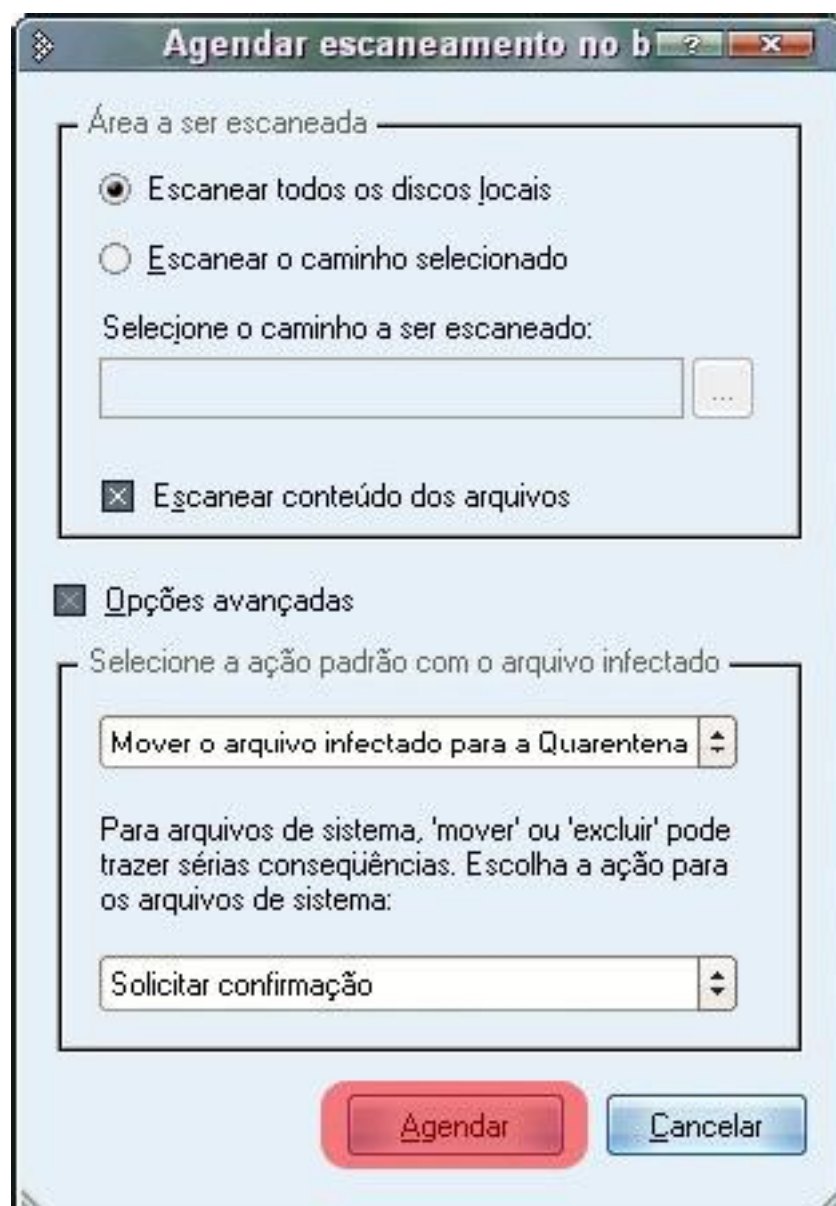 Agendar escaneamento no b
Área a ser escaneada
Escanear todos os discos locais
Escanear o caminho selecionado
Selecione o caminho a ser escaneado:
...
Escanear conteúdo dos arquivos
Opções avançadas
Selecione a ação padrão com o arquivo infectado
Mover o arquivo infectado para a Quarentena
Para arquivos de sistema, 'mover' ou 'excluir' pode
trazer sérias conseqüências. Escolha a ação para
os arquivos de sistema:
Solicitar confirmação
Agendar
Cancelar